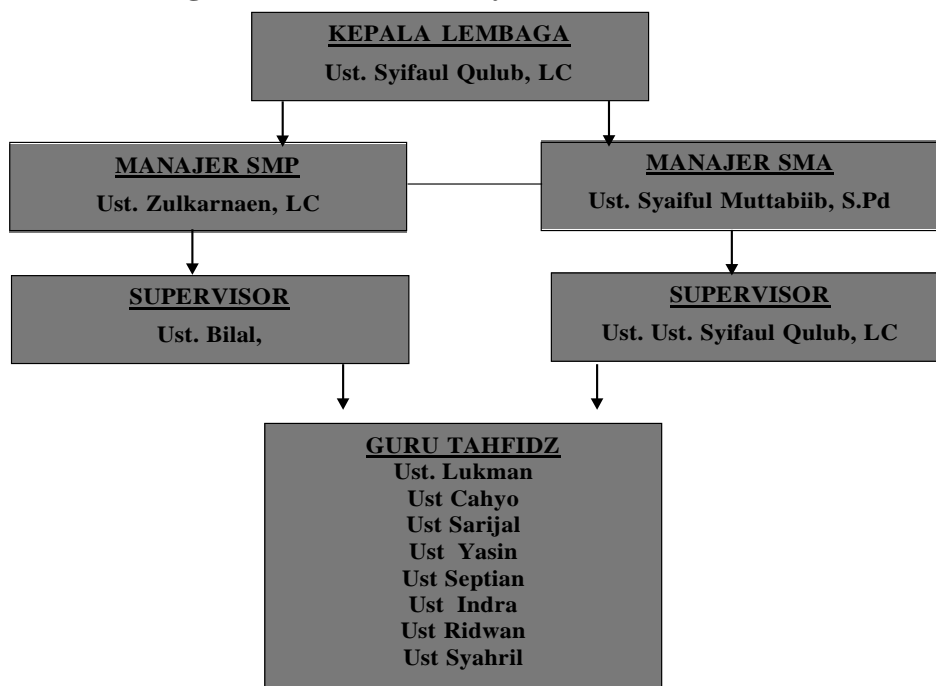 KEPALA LEMBAGA
Ust. Syifaul Qulub, LC
MANAJER SMP
Ust. Zulkarnaen, LC
MANAJER SMA
Ust. Syaiful Muttabiib, S.Pd
SUPERVISOR
Ust. Bilal,
SUPERVISOR
Ust. Ust. Syifaul Qulub, LC
GURU TAHFIDZ
Ust. Lukman
Ust Cahyo
Ust Sarijal
Ust Yasin
Ust Septian
Ust Indra
Ust Ridwan
Ust Syahril